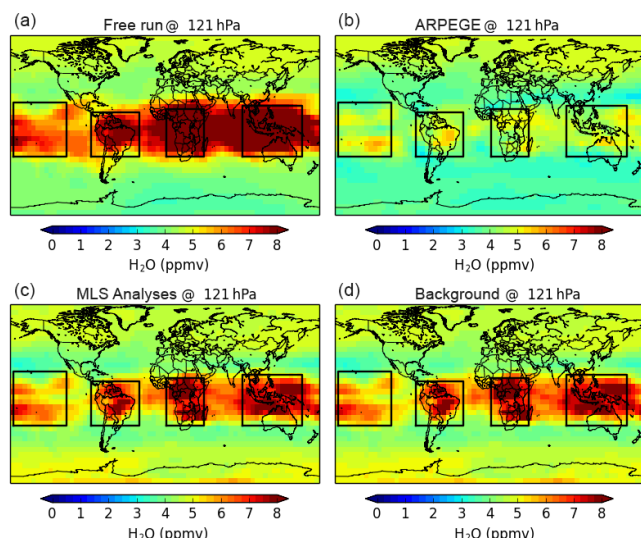 (a)
Free run @ 121 hPa
(b)
ARPEGE @ 121 hPa
0 1 2 3 4 5 6 7 8
H₂O (ppmv)
0 1 2 3 4 5 6 7 8
H₂O (ppmv)
(c)
MLS Analyses @ 121 hPa
(d)
Background @ 121 hPa
0 1 2 3 4 5 6 7 8
H₂O (ppmv)
0 1 2 3 4 5 6 7 8
H₂O (ppmv)